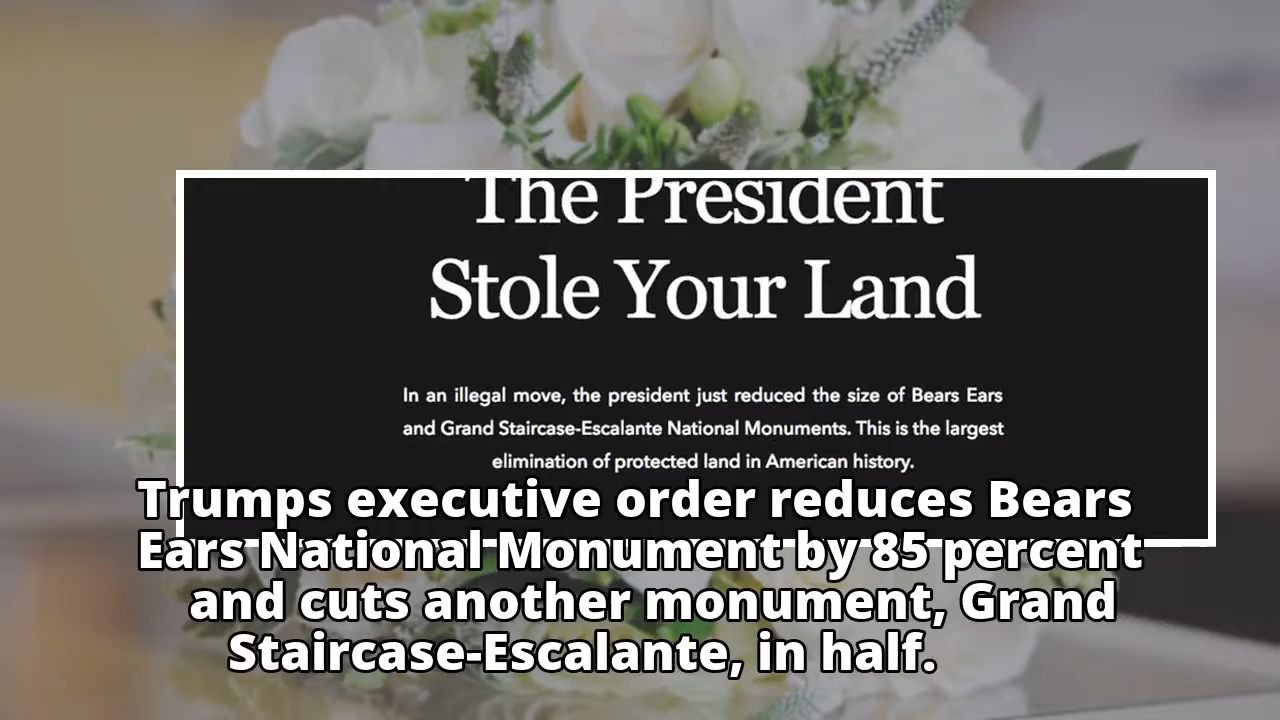 The President
Stole Your Land
In an illegal move, the president just reduced the size of Bears Ears
and Grand Staircase-Escalante National Monuments. This is the largest
elimination of protected land in American history.
Trumps executive order reduces Bears
Ears National Monument by 85 percent
and cuts another monument, Grand
Staircase-Escalante, in half.